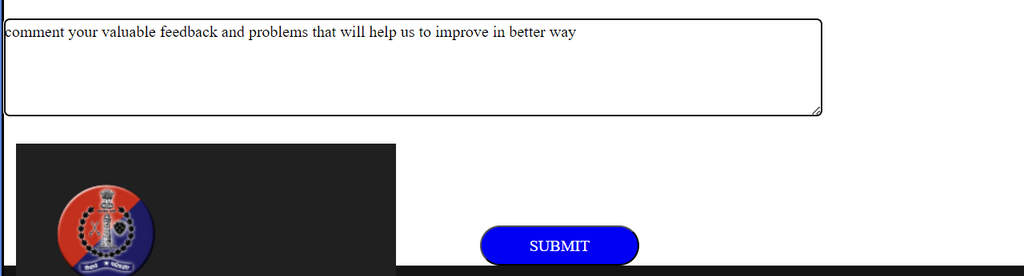 comment your valuable feedback and problems that will help us to improve in better way
SUBMIT